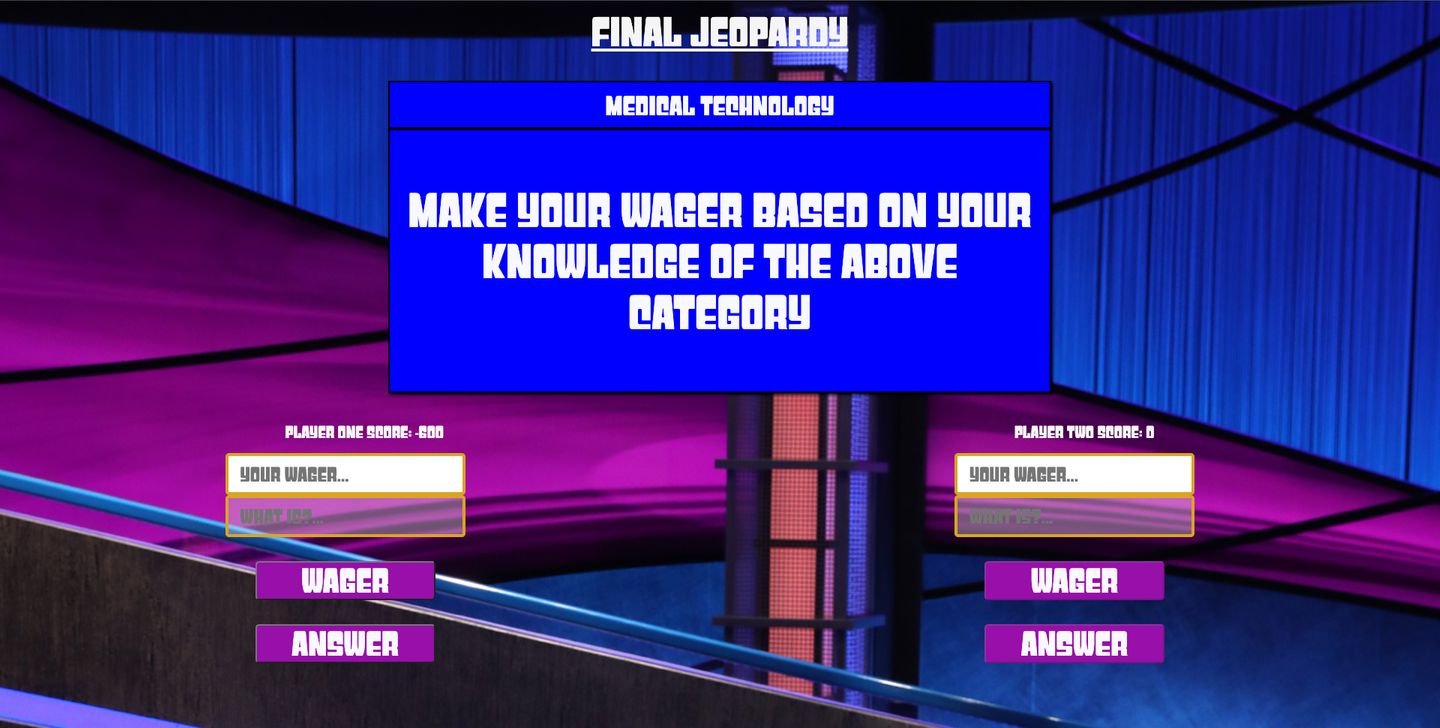 FINAL JEOPARDY
MEDICAL TECHNOLOGY
MAKE YOUR WAGER BASED ON YOUR
KNOWLEDGE OF THE ABOVE
CATEGORY
PLAYER ONE SCORE: -600
YOUR WAGER...
WHAT IS?...
WAGER
ANSWER
PLAYER TWO SCORE: 0
YOUR WAGER...
WHAT IS?...
WAGER
ANSWER